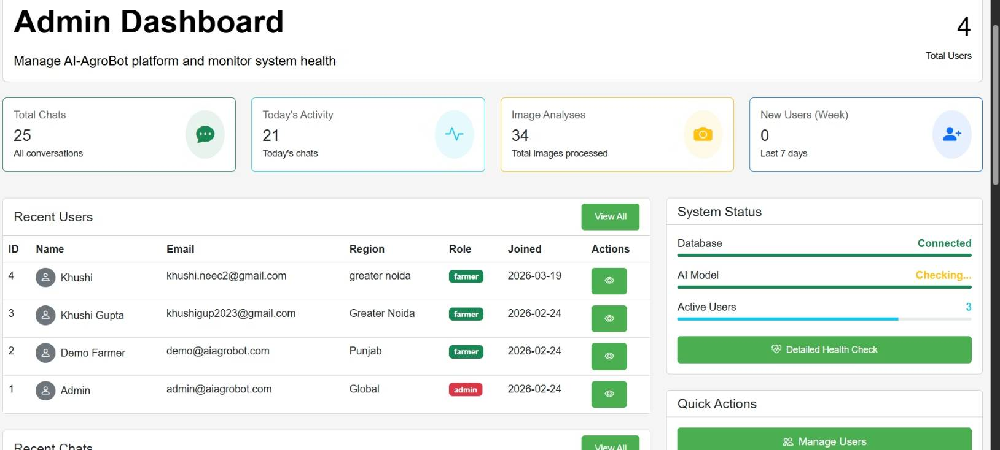 Admin Dashboard
4
Manage AI-AgroBot platform and monitor system health
Total Users
Total Chats
25
All conversations
Today's Activity
21
Today's chats
Image Analyses
34
Total images processed
New Users (Week)
0
Last 7 days
Recent Users
View All
ID Name Email Region Role Joined Actions
4 Khushi khushi.neec2@gmail.com greater noida farmer 2026-03-19
3 Khushi Gupta khushigup2023@gmail.com Greater Noida farmer 2026-02-24
2 Demo Farmer demo@aiagrobot.com Punjab farmer 2026-02-24
1 Admin admin@aiagrobot.com Global admin 2026-02-24
Recent Chats
View All
System Status
Database Connected
AI Model Checking...
Active Users 3
Detailed Health Check
Quick Actions
Manage Users